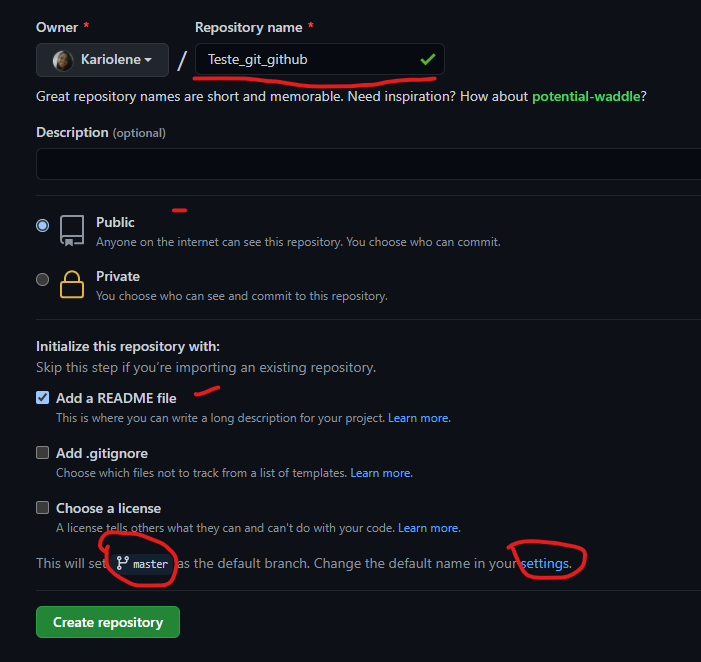 Owner * Repository name *
Kariolene / Teste_git_github
Great repository names are short and memorable. Need inspiration? How about potential-waddle?
Description (optional)
Public
Anyone on the internet can see this repository. You choose who can commit.
Private
You choose who can see and commit to this repository.
Initialize this repository with:
Skip this step if you’re importing an existing repository.
Add a README file
This is where you can write a long description for your project. Learn more.
Add .gitignore
Choose which files not to track from a list of templates. Learn more.
Choose a license
A license tells others what they can and can't do with your code. Learn more.
This will set master as the default branch. Change the default name in your settings.
Create repository